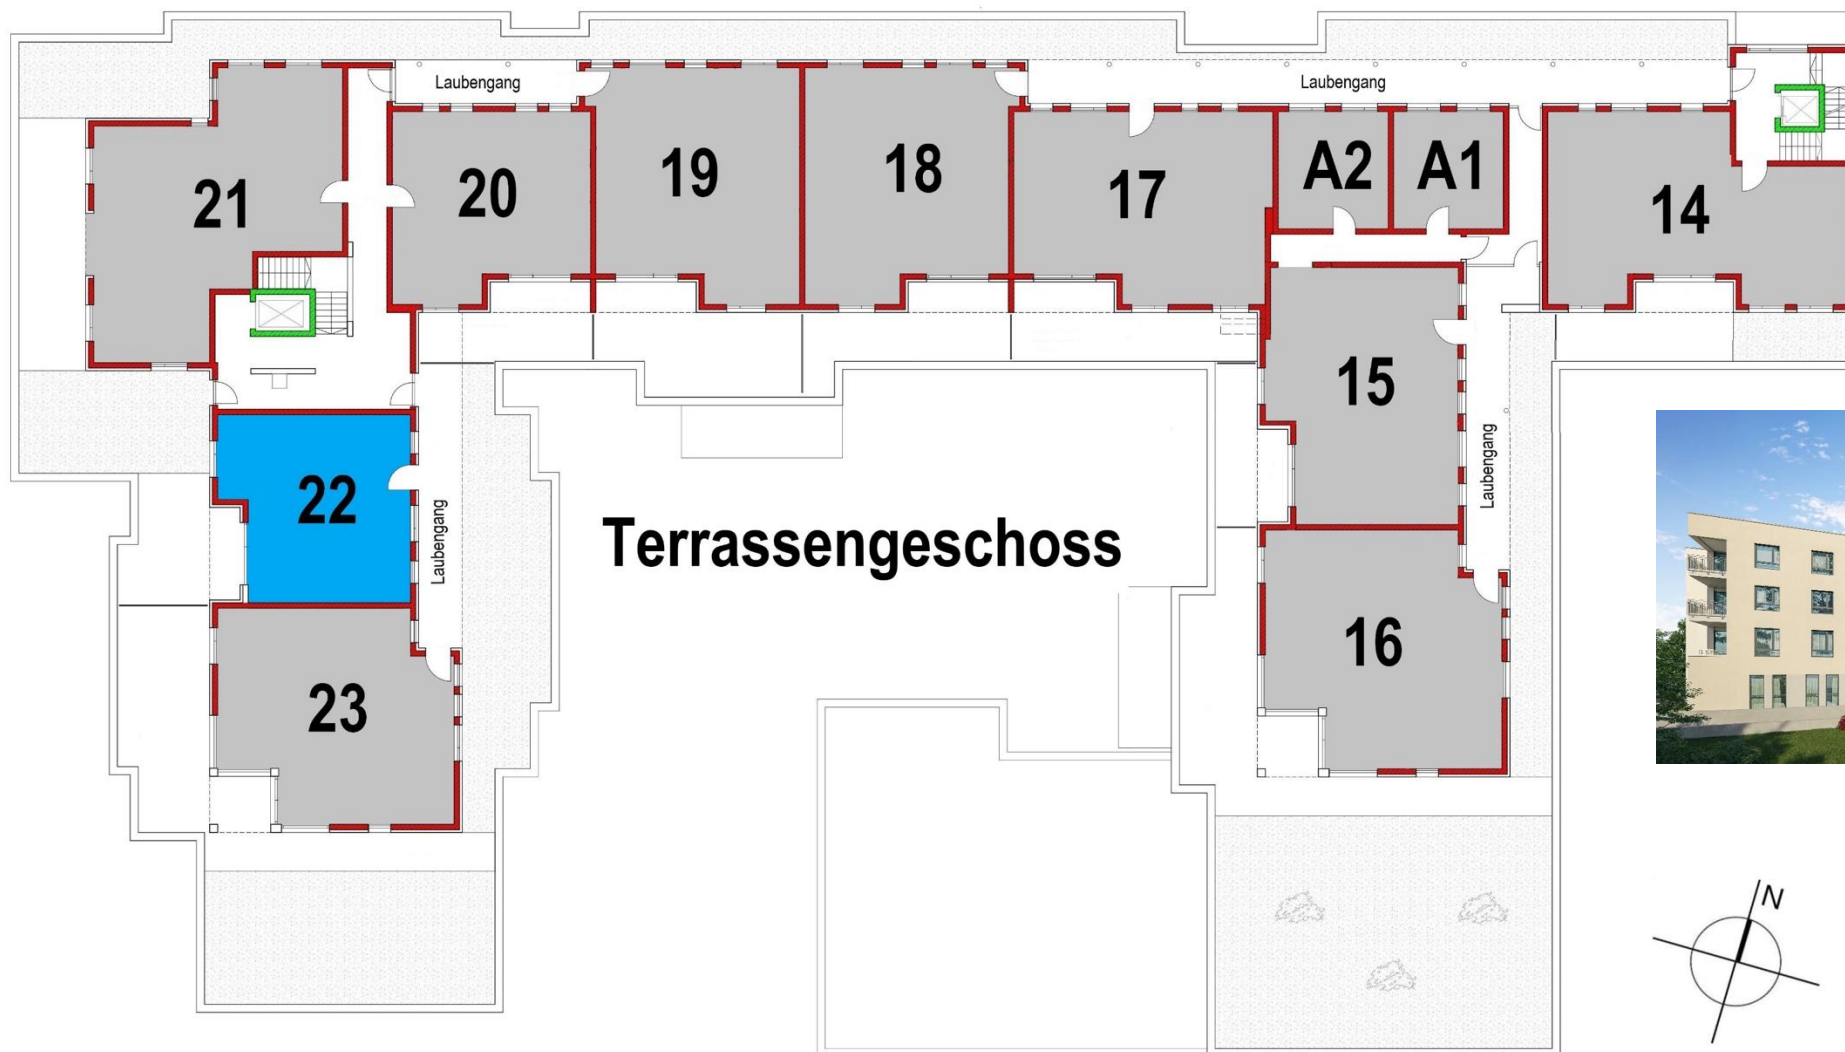 Laubengang
Laubengang
21
20
19
18
17
A2
A1
14
15
22
Laubengang
Terrassengeschoss
Laubengang
16
23
N